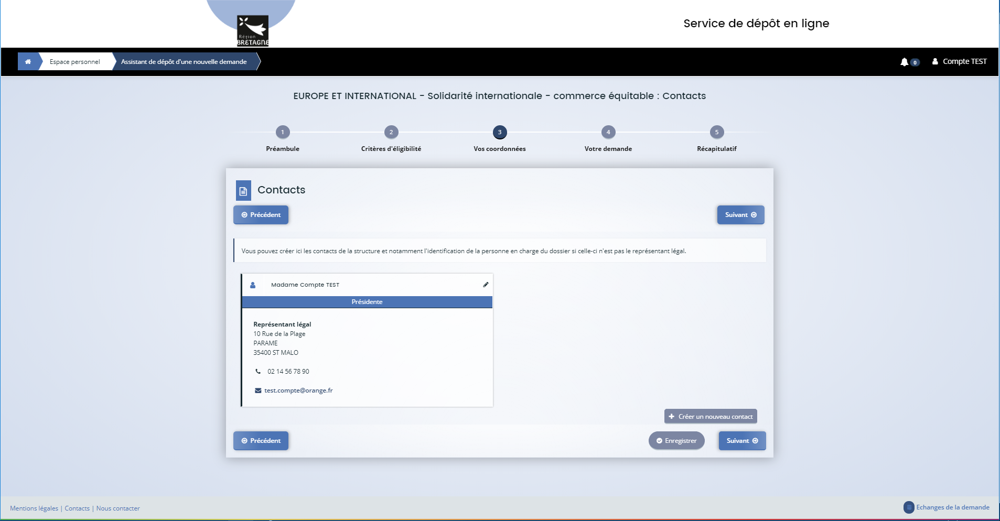 Région
BRETAGNE
Service de dépôt en ligne
Espace personnel
Assistant de dépôt d'une nouvelle demande
0
Compte TEST
EUROPE ET INTERNATIONAL - Solidarité internationale - commerce équitable : Contacts
1
2
3
4
5
Préambule
Critères d'éligibilité
Vos coordonnées
Votre demande
Récapitulatif
Contacts
Précédent
Suivant
Vous pouvez créer ici les contacts de la structure et notamment l'identification de la personne en charge du dossier si celle-ci n'est pas le représentant légal.
Madame Compte TEST
Présidente
Représentant légal
10 Rue de la Plage
PARAME
35400 ST MALO
02 14 56 78 90
test.compte@orange.fr
Créer un nouveau contact
Précédent
Enregistrer
Suivant
Mentions légales | Contacts | Nous contacter
Echanges de la demande